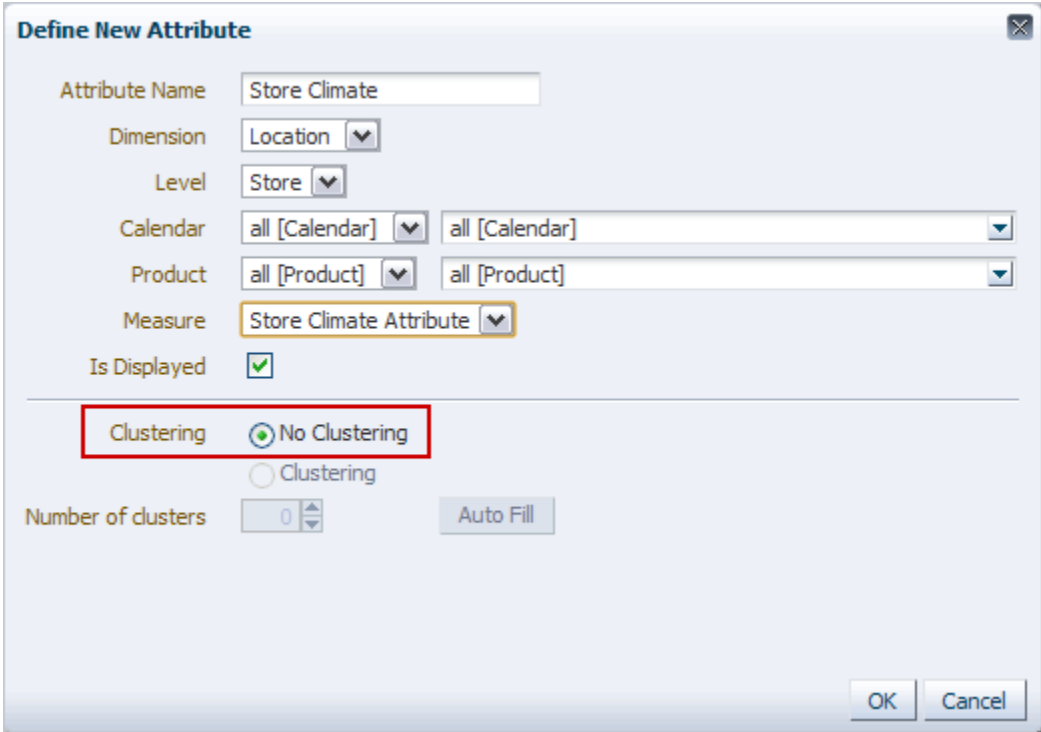 Define New Attribute
Attribute Name Store Climate
Dimension Location
Level Store
Calendar all [Calendar] all [Calendar]
Product all [Product] all [Product]
Measure Store Climate Attribute
Is Displayed
Clustering No Clustering
Clustering
Number of clusters 0 Auto Fill
OK Cancel